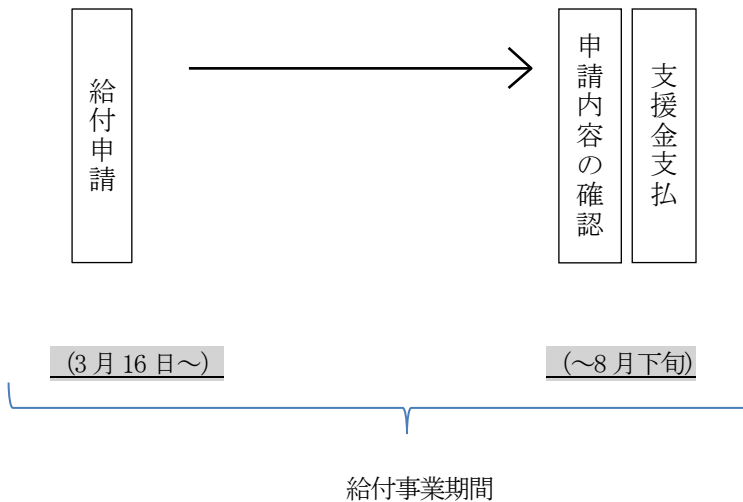 給付申請
申請内容の確認
支援金支払
(3月16日～)
(～8月下旬)
給付事業期間